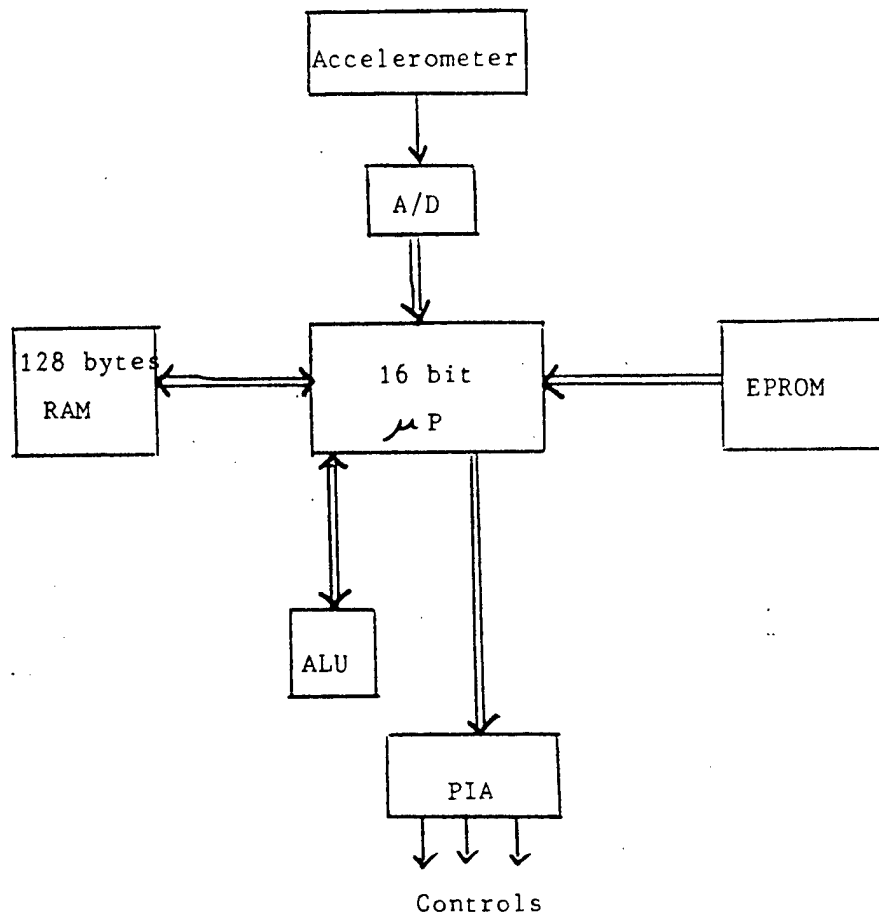 Accelerometer
A/D
128 bytes
RAM
16 bit
μP
EPROM
ALU
PIA
Controls